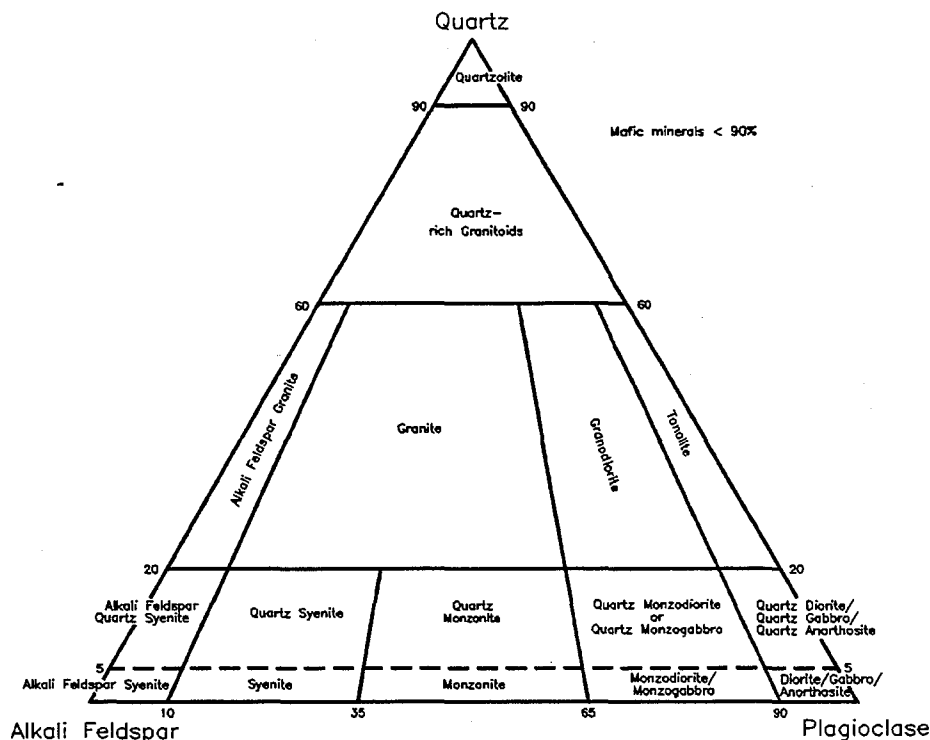 Quartz
Quartzolite
90
90
Mafic minerals < 90%
Quartz–
rich Granitoids
60
60
Alkali Feldspar Granite
Granite
Granodiorite
Tonalite
20
20
Alkali Feldspar
Quartz Syenite
Quartz Syenite
Quartz
Monzonite
Quartz Monzodiorite
or
Quartz Monzogabbro
Quartz Diorite/
Quartz Gabbro/
Quartz Anorthosite
5
5
Alkali Feldspar Syenite
Syenite
Monzonite
Monzodiorite/
Monzogabbro
Diorite/Gabbro/
Anorthosite
10
35
65
90
Alkali Feldspar
Plagioclase